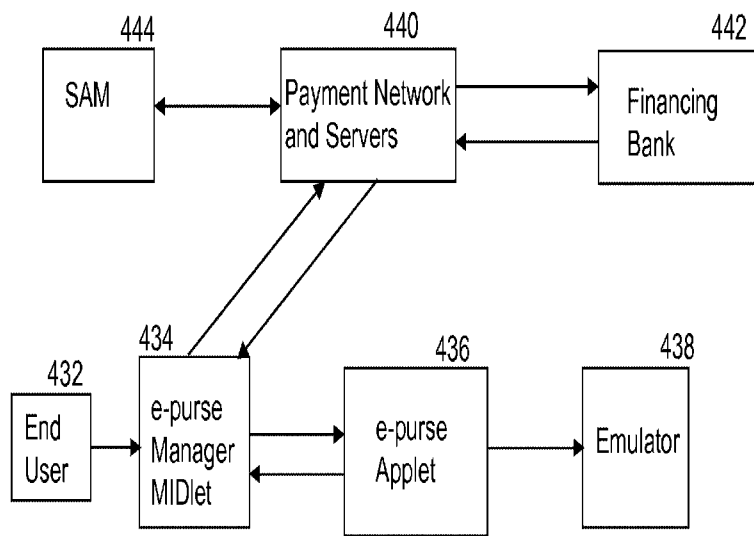 444
SAM
440
Payment Network
and Servers
442
Financing
Bank
432
End
User
434
e-purse
Manager
MIDlet
436
e-purse
Applet
438
Emulator